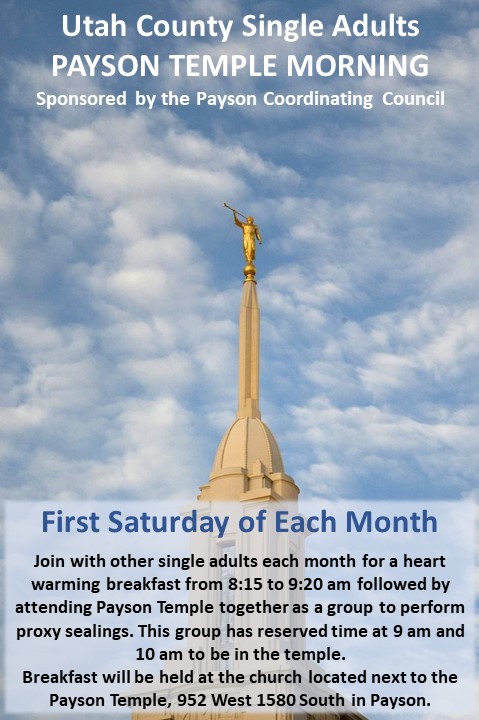 Utah County Single Adults
PAYSON TEMPLE MORNING
Sponsored by the Payson Coordinating Council
First Saturday of Each Month
Join with other single adults each month for a heart
warming breakfast from 8:15 to 9:20 am followed by
attending Payson Temple together as a group to perform
proxy sealings. This group has reserved time at 9 am and
10 am to be in the temple.
Breakfast will be held at the church located next to the
Payson Temple, 952 West 1580 South in Payson.